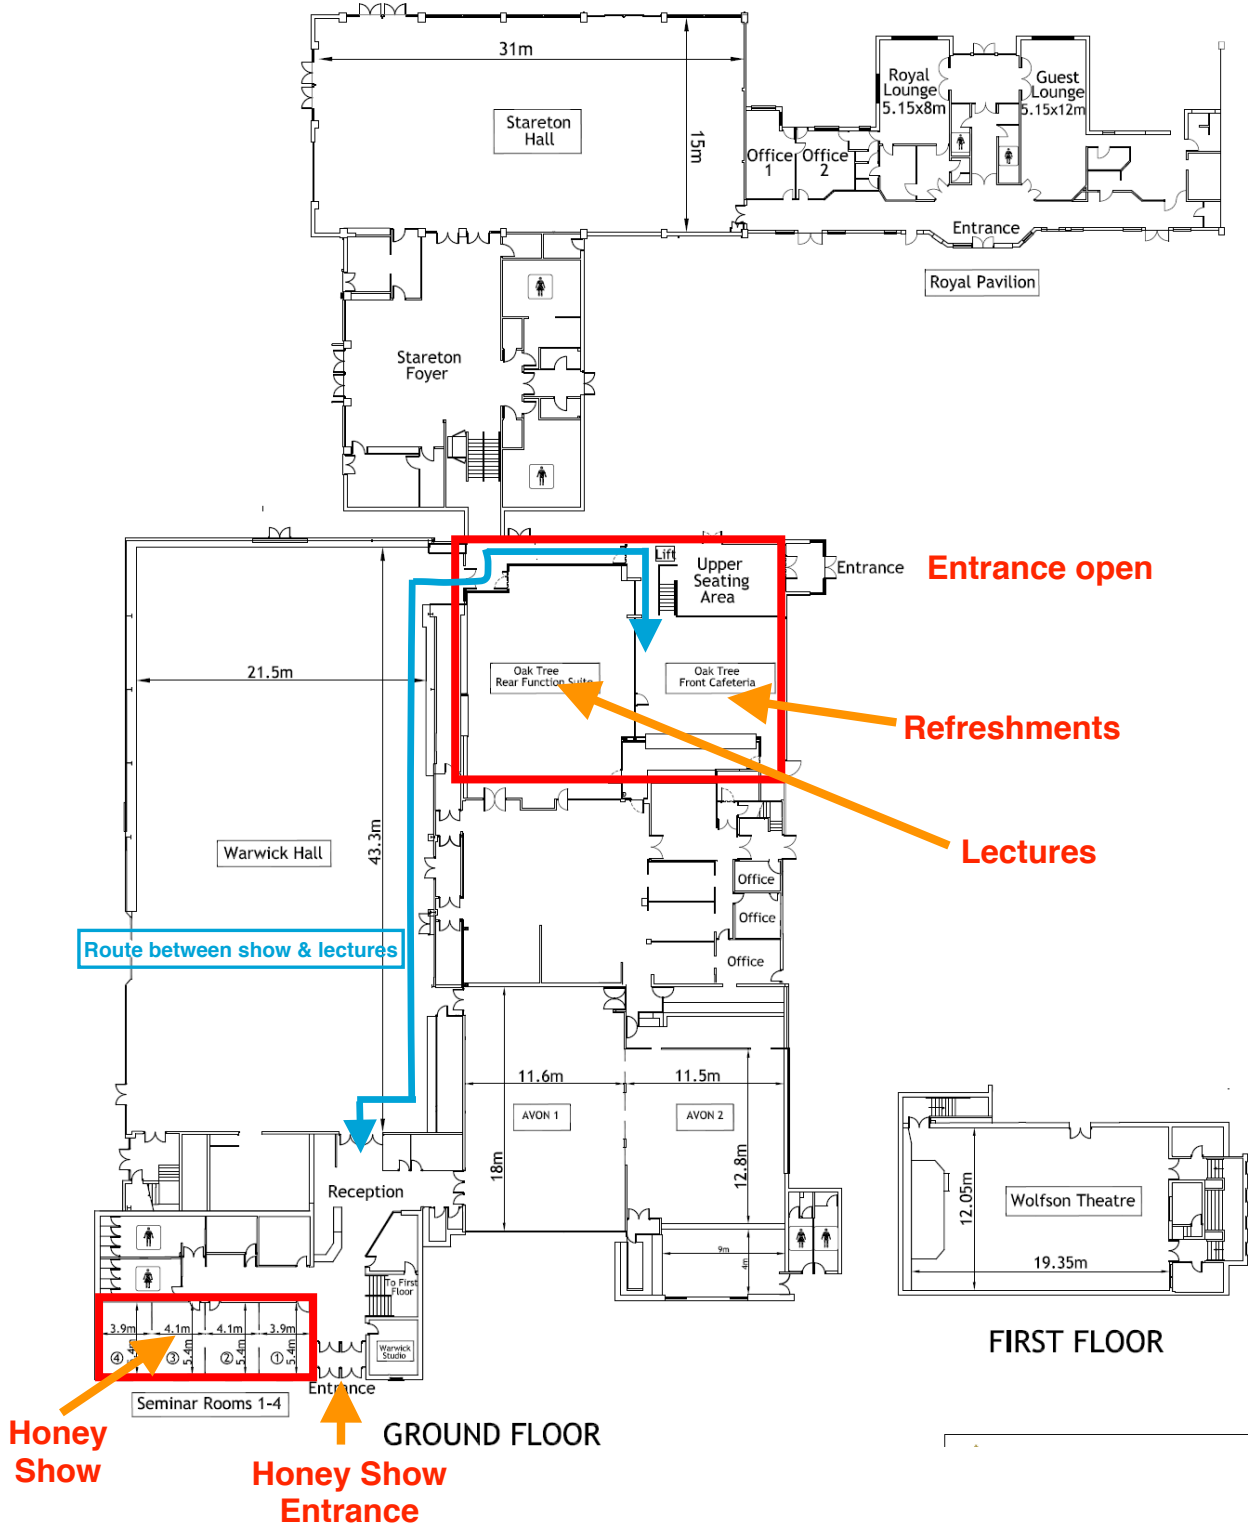 31m
Stareton
Hall
15m
Royal
Lounge
5.15x8m
Guest
Lounge
5.15x12m
Office
1
Office
2
Entrance
Royal Pavilion
Stareton
Foyer
Lift
Upper
Seating
Area
Entrance
Entrance open
21.5m
Oak Tree
Rear Function Suite
Oak Tree
Front Cafeteria
Refreshments
43.3m
Warwick Hall
Lectures
Office
Office
Office
Route between show & lectures
11.6m
11.5m
AVON 1
AVON 2
18m
12.8m
9m
4m
Reception
12.05m
Wolfson Theatre
19.35m
FIRST FLOOR
To First
Floor
3.9m
4.1m
4.1m
3.9m
5.4m
5.4m
5.4m
5.4m
④
③
②
①
Warwick
Studio
Entrance
Seminar Rooms 1-4
Honey
Show
GROUND FLOOR
Honey Show
Entrance